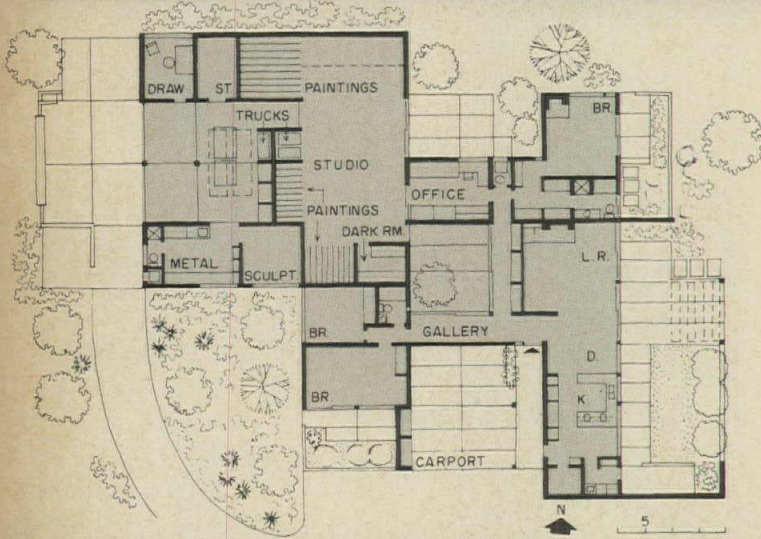 DRAW
ST.
PAINTINGS
BR.
TRUCKS
STUDIO
OFFICE
PAINTINGS
DARK RM.
METAL
SCULPT.
L.R.
BR.
GALLERY
D.
BR.
K.
CARPORT
N
5